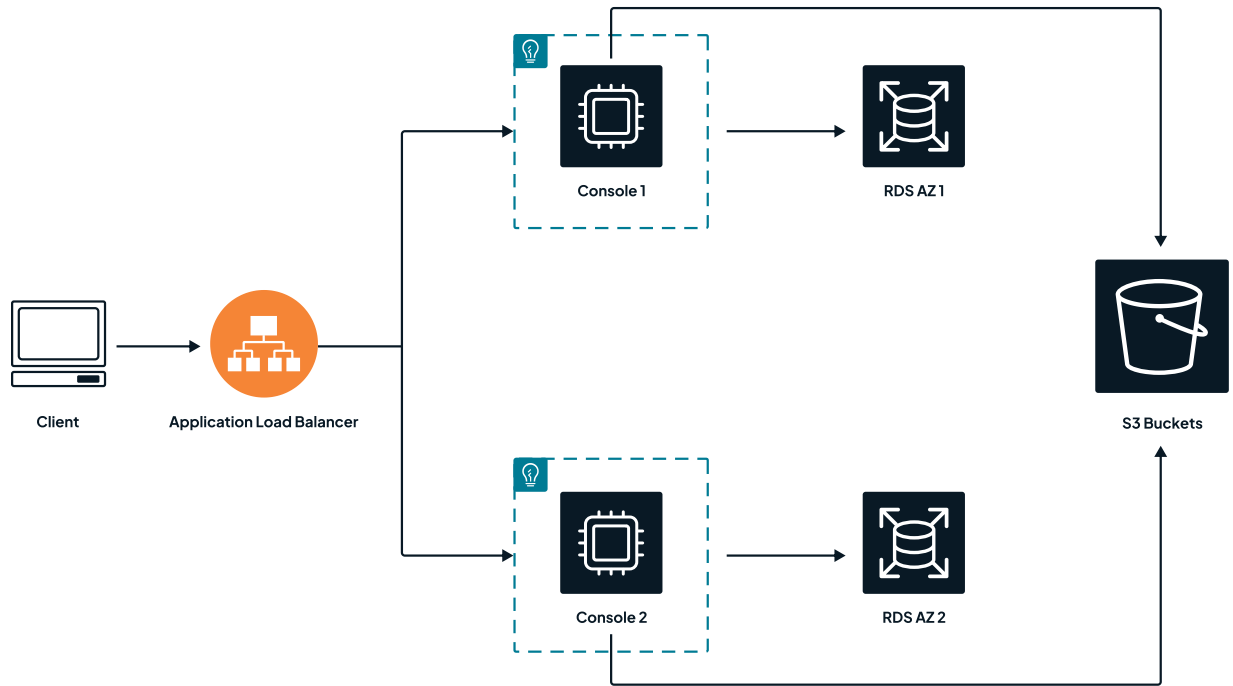 Console 1
RDS AZ 1
Client
Application Load Balancer
S3 Buckets
Console 2
RDS AZ 2